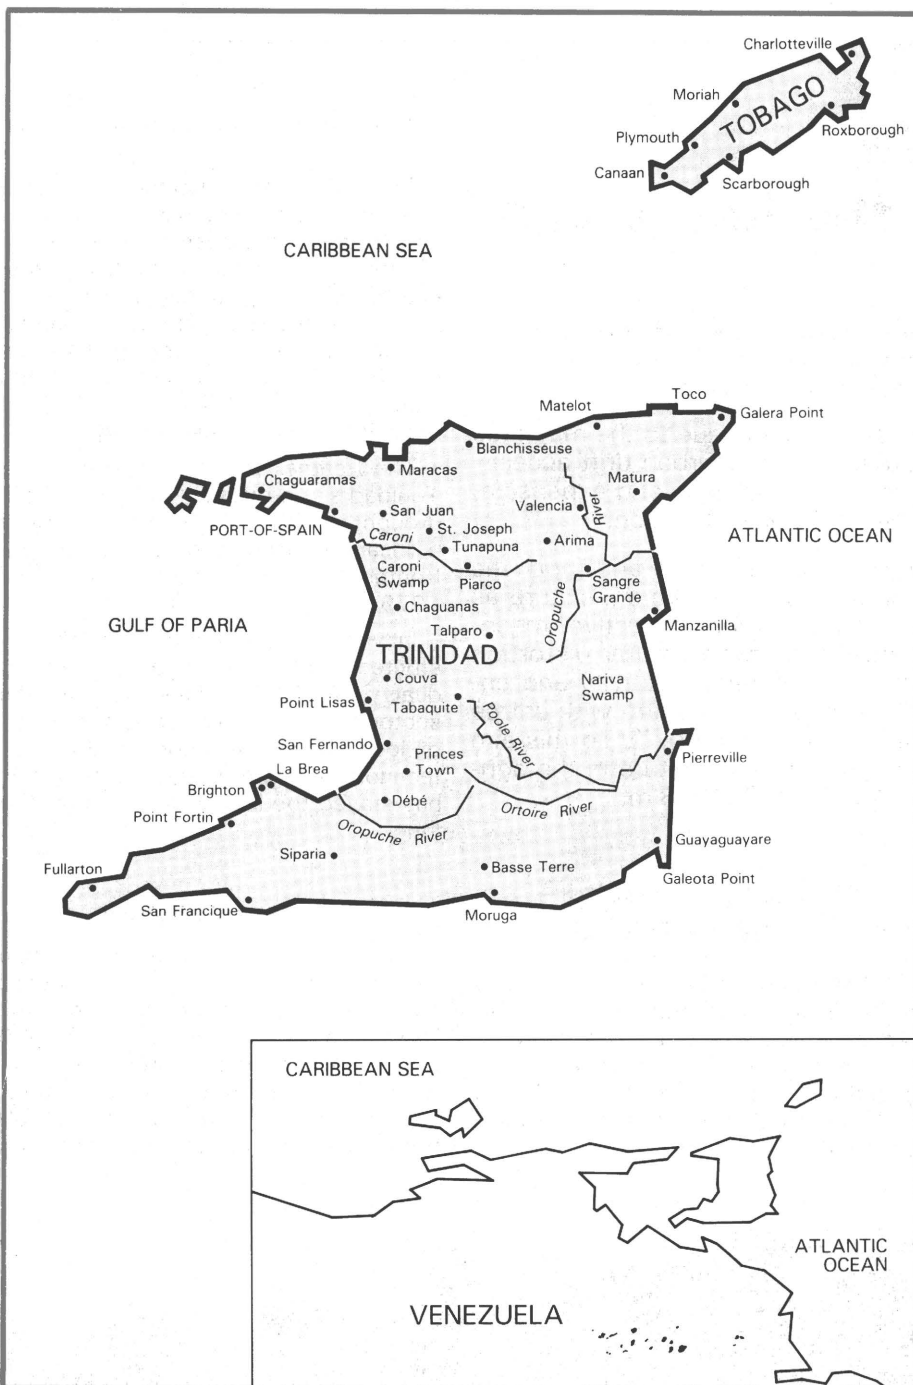 Charlotteville
Moriah
TOBAGO
Roxborough
Plymouth
Canaan
Scarborough
CARIBBEAN SEA
Toco
Matelot
Galera Point
Blanchisseuse
Maracas
Chaguaramas
Matura
San Juan
Valencia
River
PORT-OF-SPAIN
St. Joseph
Caroni
ATLANTIC OCEAN
Tunapuna
Arima
Caroni
Swamp
Piarco
Sangre
Grande
Oropuche
Chaguanas
GULF OF PARIA
Manzanilla
Talparo
TRINIDAD
Couva
Nariva
Swamp
Point Lisas
Tabaquite
Poole River
San Fernando
Princes
Town
Pierreville
La Brea
Brighton
Débé
Ortoire River
Point Fortin
Oropuche River
Guayaguayare
Siparia
Fullarton
Basse Terre
Galeota Point
San Francique
Moruga
CARIBBEAN SEA
ATLANTIC
OCEAN
VENEZUELA